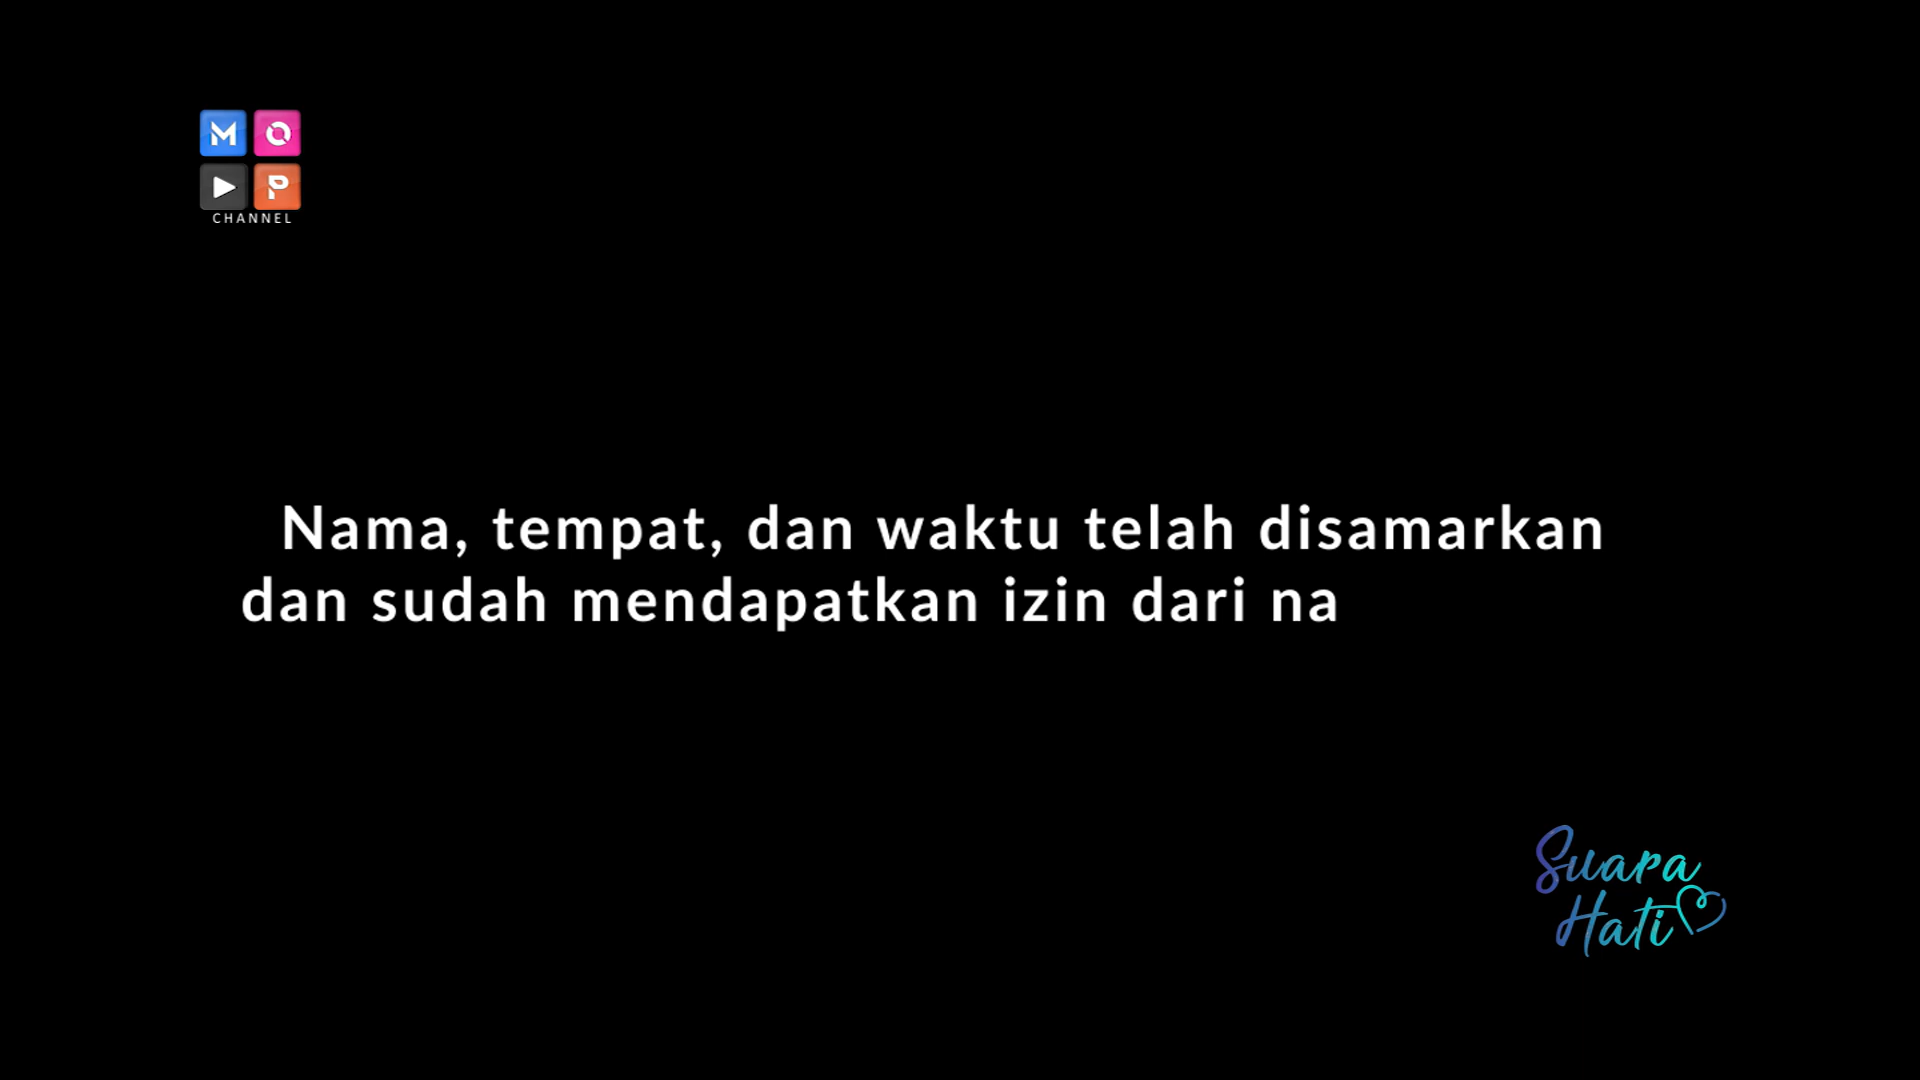 M O
P
CHANNEL
Nama, tempat, dan waktu telah disamarkan
dan sudah mendapatkan izin dari na
Suara
Hati